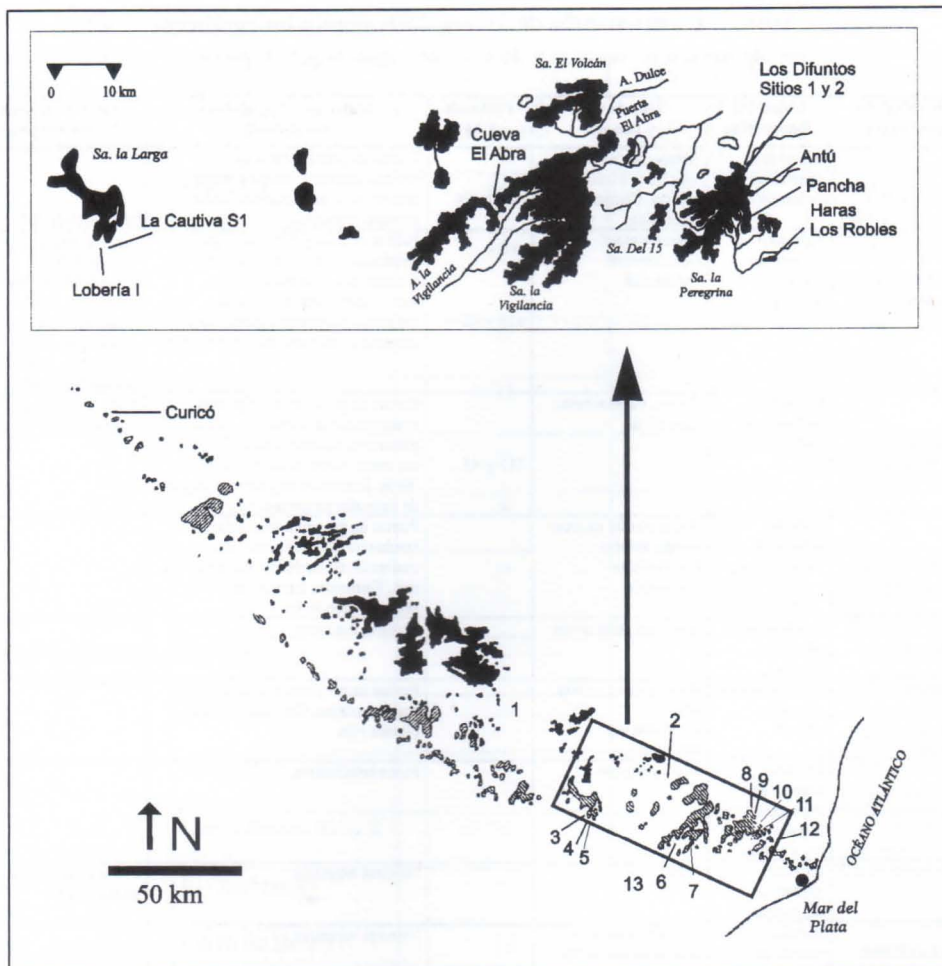 0 10 km
Sa. la Larga
La Cautiva S1
Lobería I
Cueva
El Abra
Sa. El Volcán
A. Dulce
Puerta
El Abra
A. la
Vigilancia
Sa. la
Vigilancia
Sa. Del 15
Sa. la
Peregrina
Los Difuntos
Sitios 1 y 2
Antú
Pancha
Haras
Los Robles
Curicó
1
2
3
4
5
13
6
7
8
9
10
11
12
N
50 km
OCÉANO ATLÁNTICO
Mar del
Plata